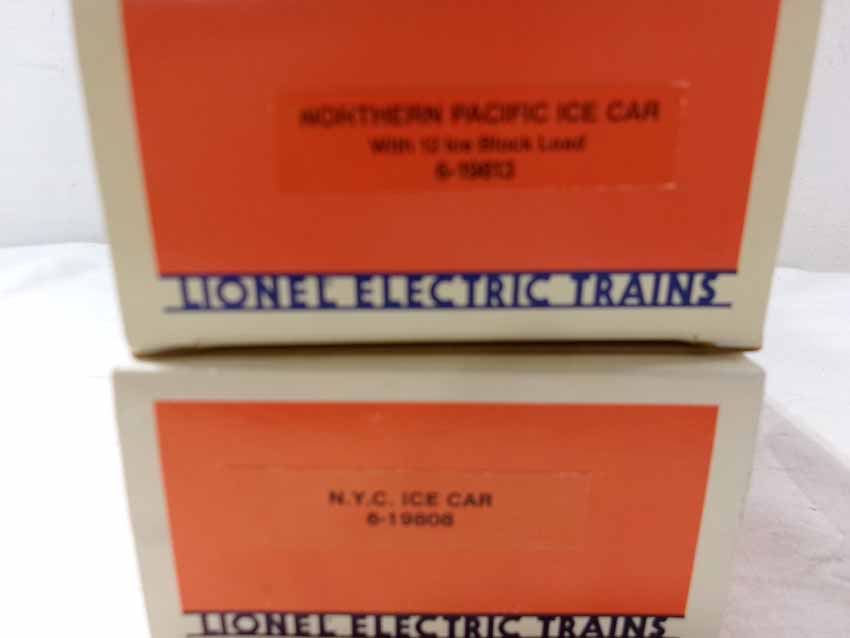 NORTHERN PACIFIC ICE CAR
With 12 Ice Block Load
6-19813
LIONEL ELECTRIC TRAINS
N.Y.C. ICE CAR
6-19808
LIONEL ELECTRIC TRAINS